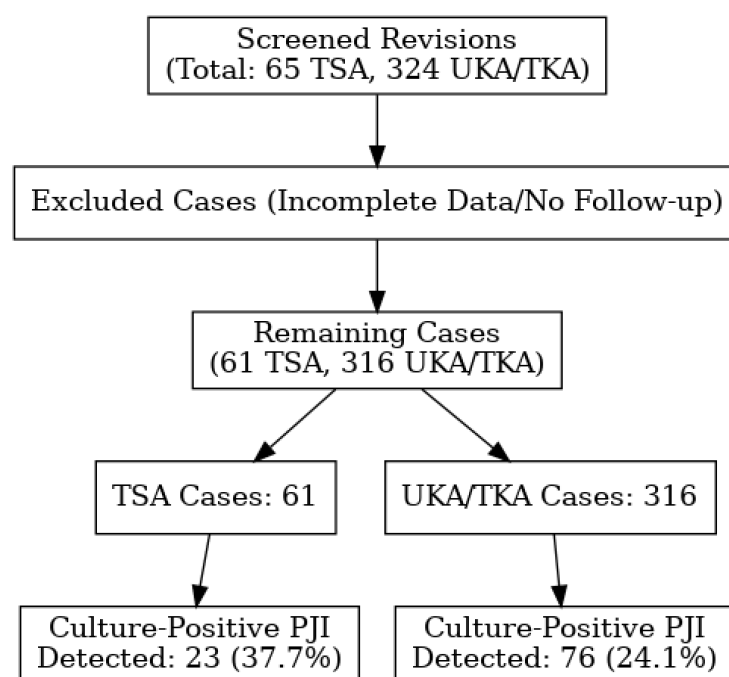 Screened Revisions
(Total: 65 TSA, 324 UKA/TKA)
Excluded Cases (Incomplete Data/No Follow-up)
Remaining Cases
(61 TSA, 316 UKA/TKA)
TSA Cases: 61
UKA/TKA Cases: 316
Culture-Positive PJI
Detected: 23 (37.7%)
Culture-Positive PJI
Detected: 76 (24.1%)